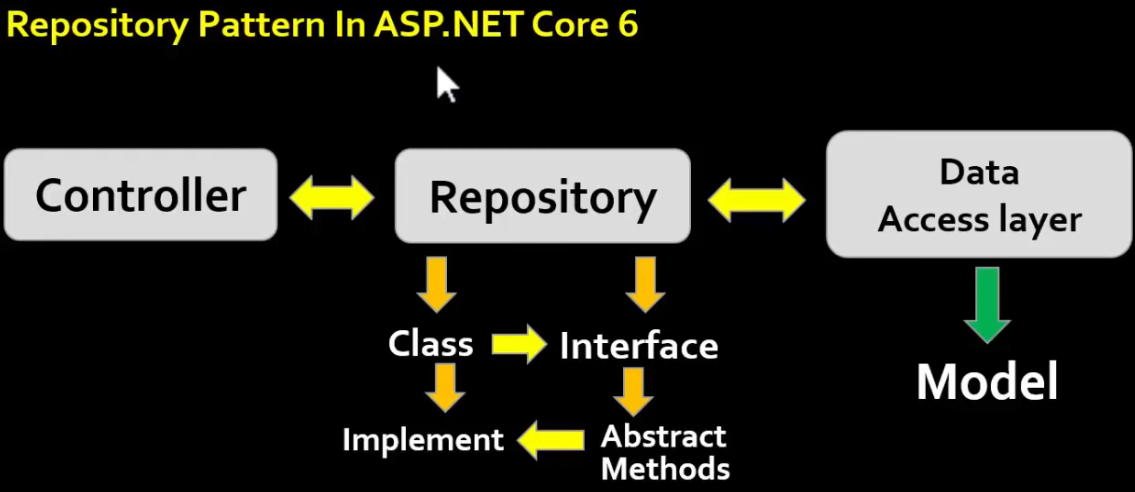 Repository Pattern In ASP.NET Core 6
Controller
Repository
Data
Access layer
Class
Interface
Model
Implement
Abstract
Methods